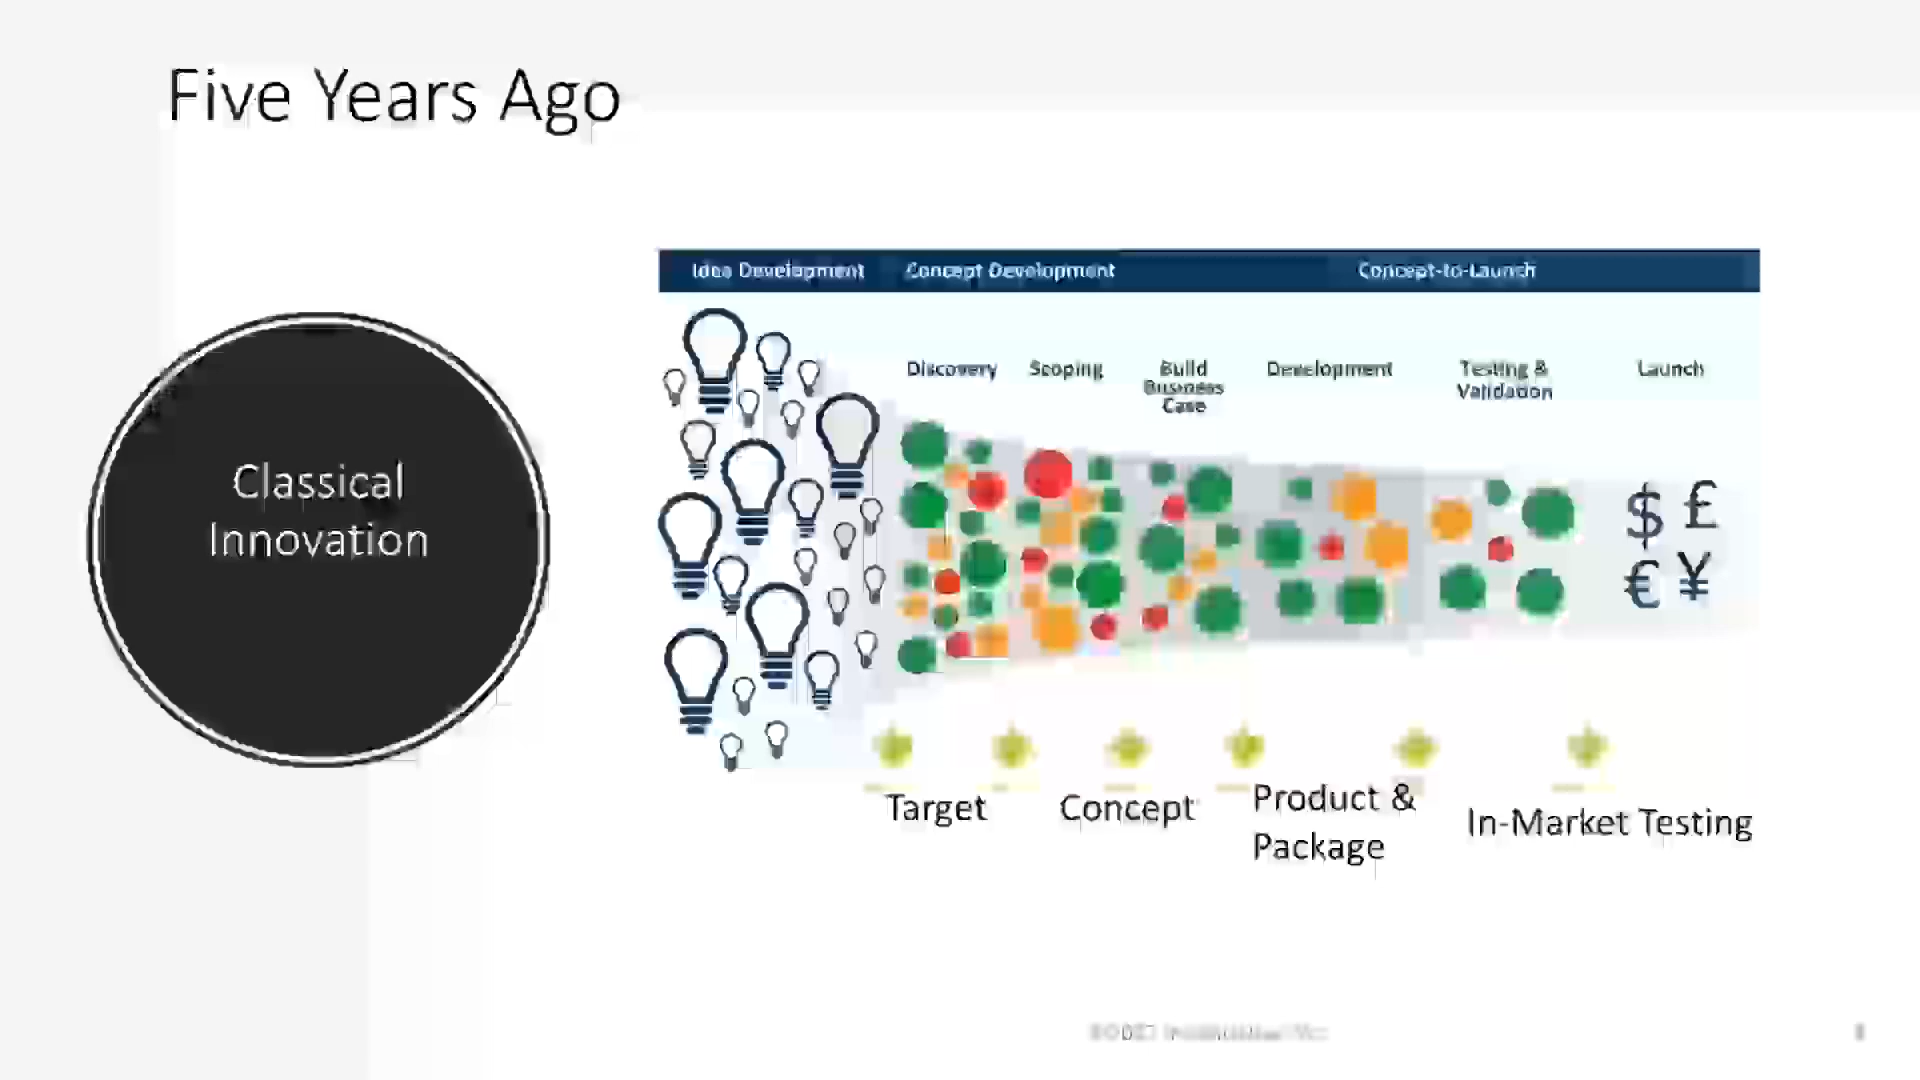 Five Years Ago
Classical
Innovation
Idea Development
Concept Development
Concept-to-Launch
Discovery
Scoping
Build
Business
Case
Development
Testing &
Validation
Launch
$ £
€ ¥
Target
Concept
Product &
Package
In-Market Testing